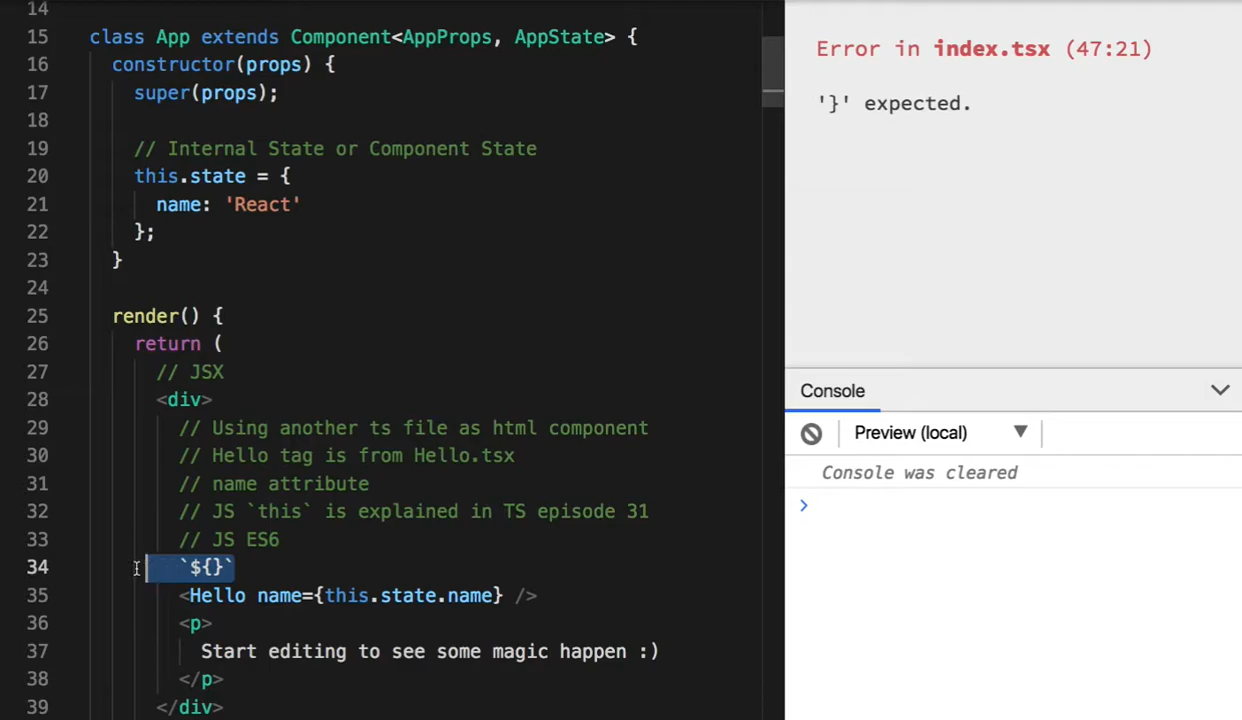 14
15 class App extends Component<AppProps, AppState> {
16 constructor(props) {
17 super(props);
18
19 // Internal State or Component State
20 this.state = {
21 name: 'React'
22 };
23 }
24
25 render() {
26 return (
27 // JSX
28 <div>
29 // Using another ts file as html component
30 // Hello tag is from Hello.tsx
31 // name attribute
32 // JS `this` is explained in TS episode 31
33 // JS ES6
34 `${}`
35 <Hello name={this.state.name} />
36 <p>
37 Start editing to see some magic happen :)
38 </p>
39 </div>
Error in index.tsx (47:21)
'}' expected.
Console
Preview (local)
Console was cleared